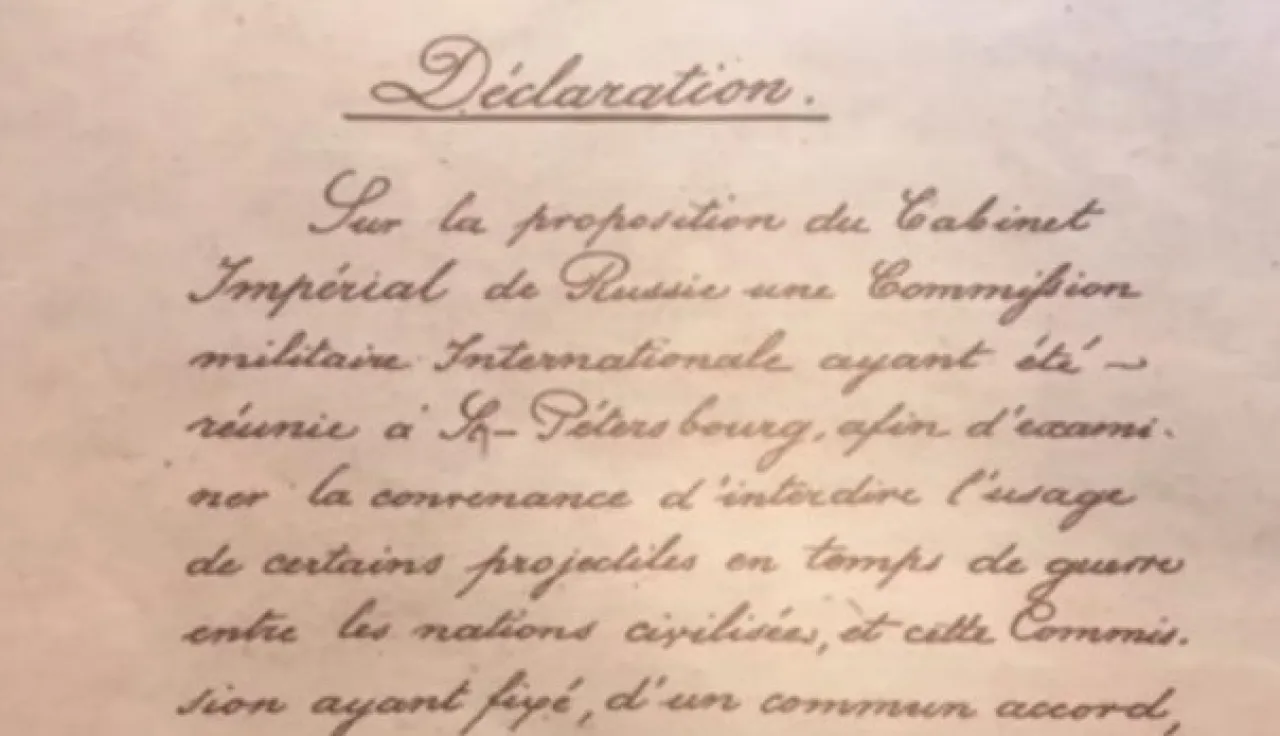 Déclaration.
Sur la proposition du Cabinet
Impérial de Russie une Commission
militaire Internationale ayant été ~
réunie à St- Pétersbourg, afin d'exami-
ner la convenance d'interdire l'usage
de certains projectiles en temps de guerre
entre les nations civilisées, et cette Commis-
sion ayant fixé, d'un commun accord,